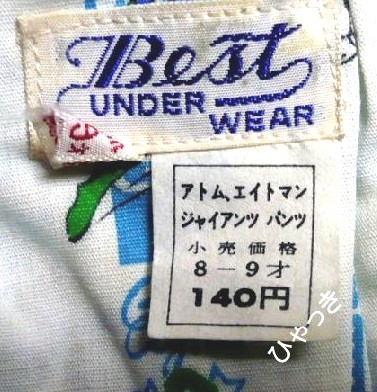 Best
UNDER WEAR
アトム、エイトマン
ジャイアンツ パンツ
小売価格
8-9才
140円
ひゃっき